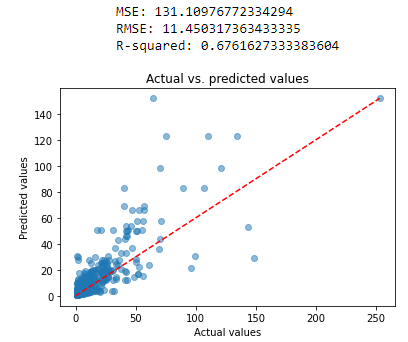 MSE: 131.10976772334294
RMSE: 11.450317363433335
R-squared: 0.6761627333383604
Actual vs. predicted values
Predicted values
140
120
100
80
60
40
20
0
0 50 100 150 200 250
Actual values